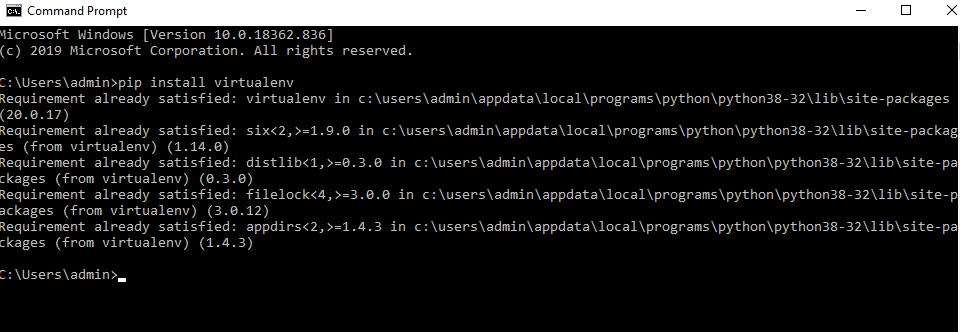 Command Prompt
Microsoft Windows [Version 10.0.18362.836]
(c) 2019 Microsoft Corporation. All rights reserved.
C:\Users\admin>pip install virtualenv
Requirement already satisfied: virtualenv in c:\users\admin\appdata\local\programs\python\python38-32\lib\site-packages
(20.0.17)
Requirement already satisfied: six<2,>=1.9.0 in c:\users\admin\appdata\local\programs\python\python38-32\lib\site-packag
es (from virtualenv) (1.14.0)
Requirement already satisfied: distlib<1,>=0.3.0 in c:\users\admin\appdata\local\programs\python\python38-32\lib\site-pa
ckages (from virtualenv) (0.3.0)
Requirement already satisfied: filelock<4,>=3.0.0 in c:\users\admin\appdata\local\programs\python\python38-32\lib\site-p
ackages (from virtualenv) (3.0.12)
Requirement already satisfied: appdirs<2,>=1.4.3 in c:\users\admin\appdata\local\programs\python\python38-32\lib\site-pa
ckages (from virtualenv) (1.4.3)
C:\Users\admin>